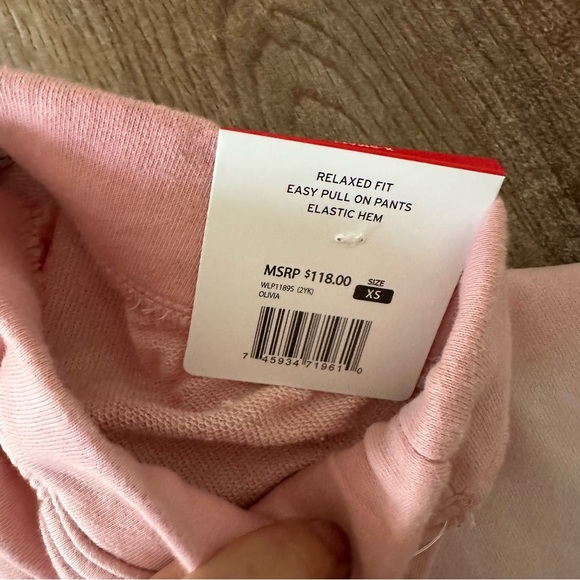 RELAXED FIT
EASY PULL ON PANTS
ELASTIC HEM
MSRP $118.00
SIZE
XS
WLP11895 (2YK)
OLIVIA
7 45934 71961 0